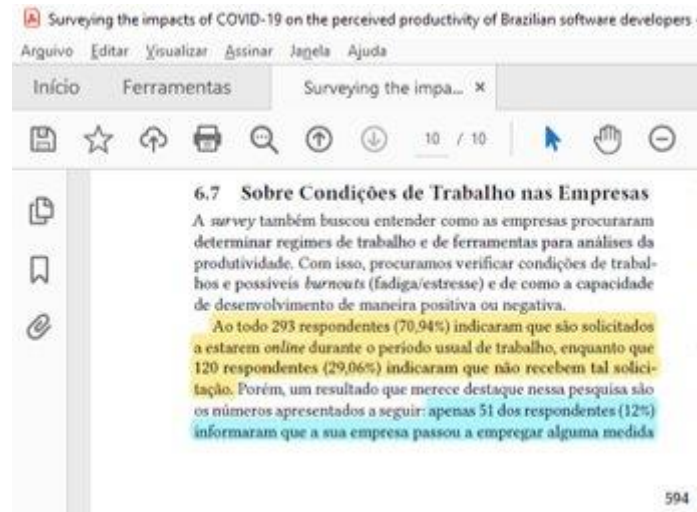 Surveying the impacts of COVID-19 on the perceived productivity of Brazilian software developers -
Arquivo Editar Visualizar Assinar Janela Ajuda
Início Ferramentas Surveying the impa... ×
10 / 10
6.7 Sobre Condições de Trabalho nas Empresas
A survey também buscou entender como as empresas procuraram
determinar regimes de trabalho e de ferramentas para análises da
produtividade. Com isso, procuramos verificar condições de trabal-
hos e possíveis burnouts (fadiga/estresse) e de como a capacidade
de desenvolvimento de maneira positiva ou negativa.
Ao todo 293 respondentes (70,94%) indicaram que são solicitados
a estarem online durante o período usual de trabalho, enquanto que
120 respondentes (29,06%) indicaram que não recebem tal solici-
tação. Porém, um resultado que merece destaque nessa pesquisa são
os números apresentados a seguir: apenas 51 dos respondentes (12%)
informaram que a sua empresa passou a empregar alguma medida
594